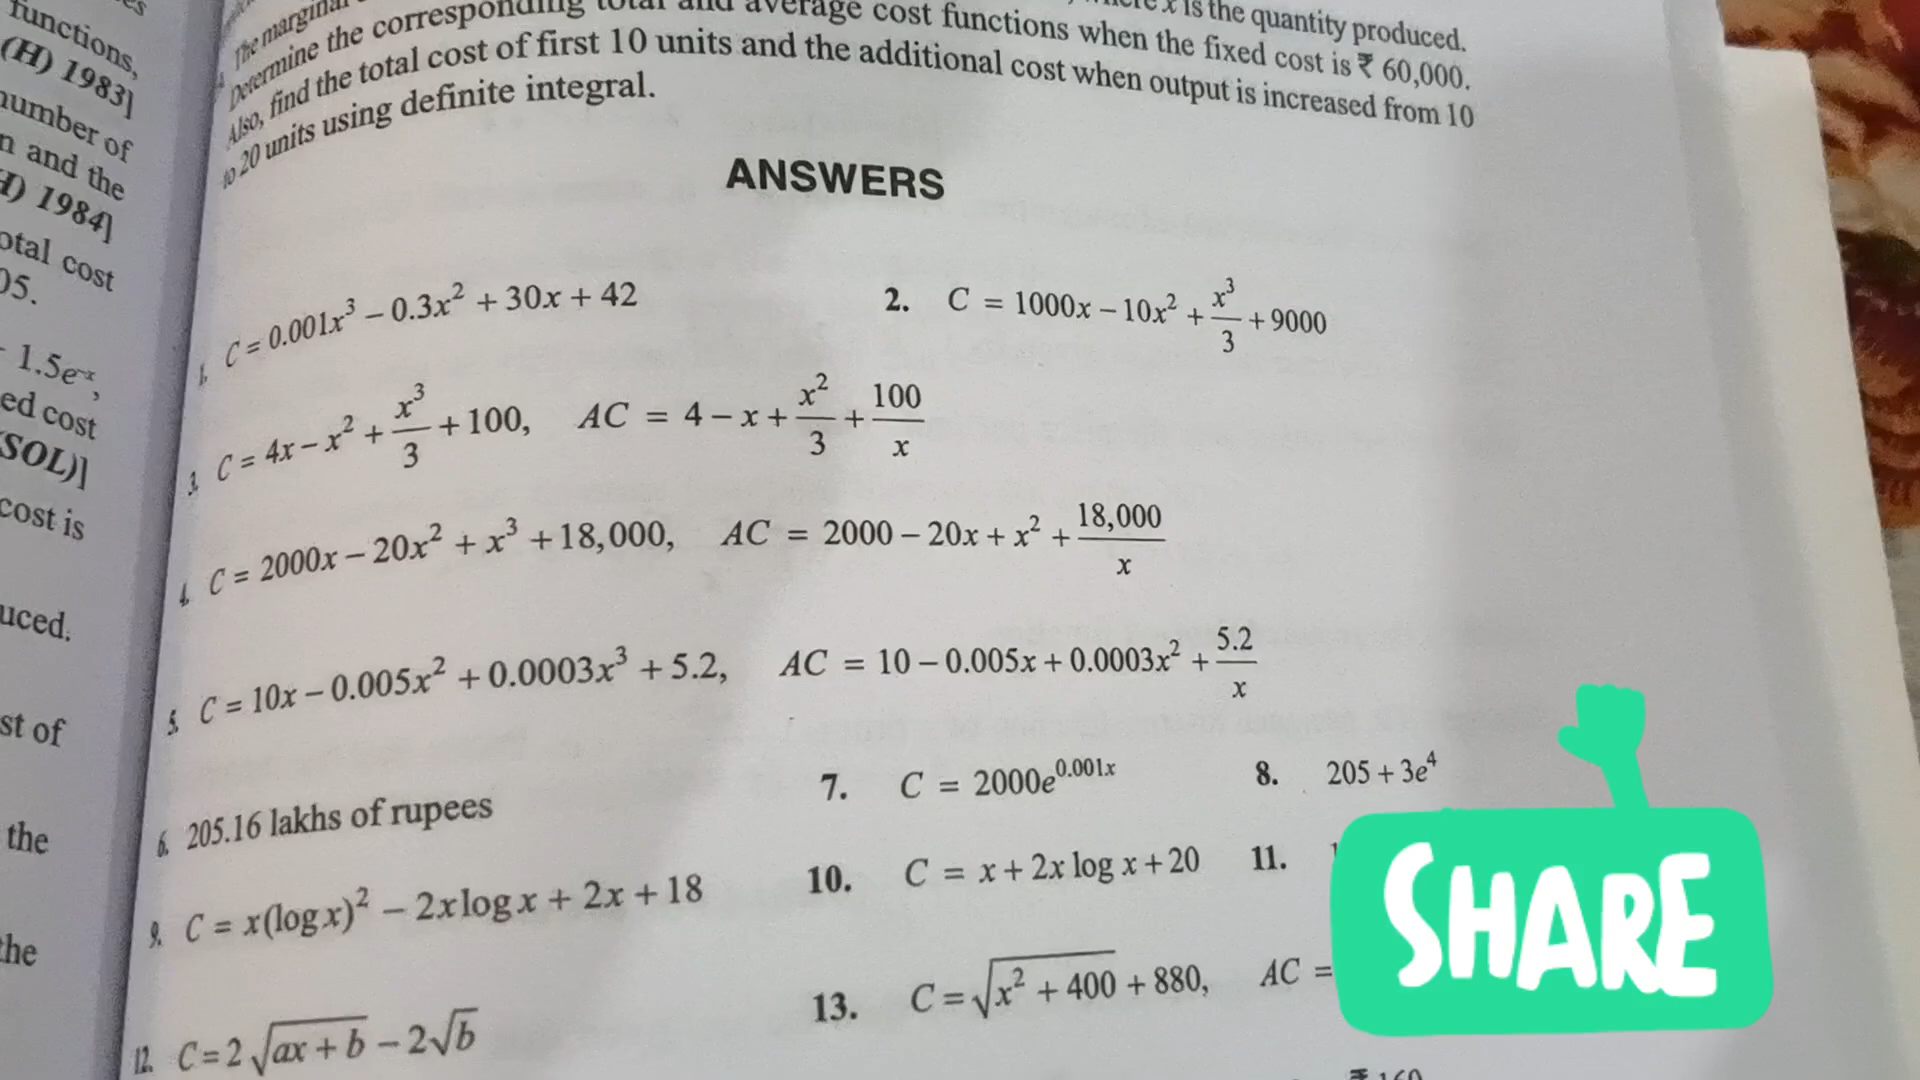 functions,
(H) 1983]
number of
n and the
H) 1984]
otal cost
05.
- 1.5e⁻ˣ,
ed cost
(SOL)]
cost is
uced.
st of
the
the
The marginal x is the quantity produced.
Determine the corresponding total and average cost functions when the fixed cost is ₹ 60,000.
Also, find the total cost of first 10 units and the additional cost when output is increased from 10
to 20 units using definite integral.
ANSWERS
1. C = 0.001x³ – 0.3x² + 30x + 42
2. C = 1000x – 10x² + x³/3 + 9000
3. C = 4x – x² + x³/3 + 100, AC = 4 – x + x²/3 + 100/x
4. C = 2000x – 20x² + x³ + 18,000, AC = 2000 – 20x + x² + 18,000/x
5. C = 10x – 0.005x² + 0.0003x³ + 5.2, AC = 10 – 0.005x + 0.0003x² + 5.2/x
6. 205.16 lakhs of rupees
7. C = 2000e^0.001x
8. 205 + 3e⁴
9. C = x(log x)² – 2x log x + 2x + 18
10. C = x + 2x log x + 20
11.
12. C = 2√(ax + b) – 2√b
13. C = √(x² + 400) + 880, AC =
SHARE